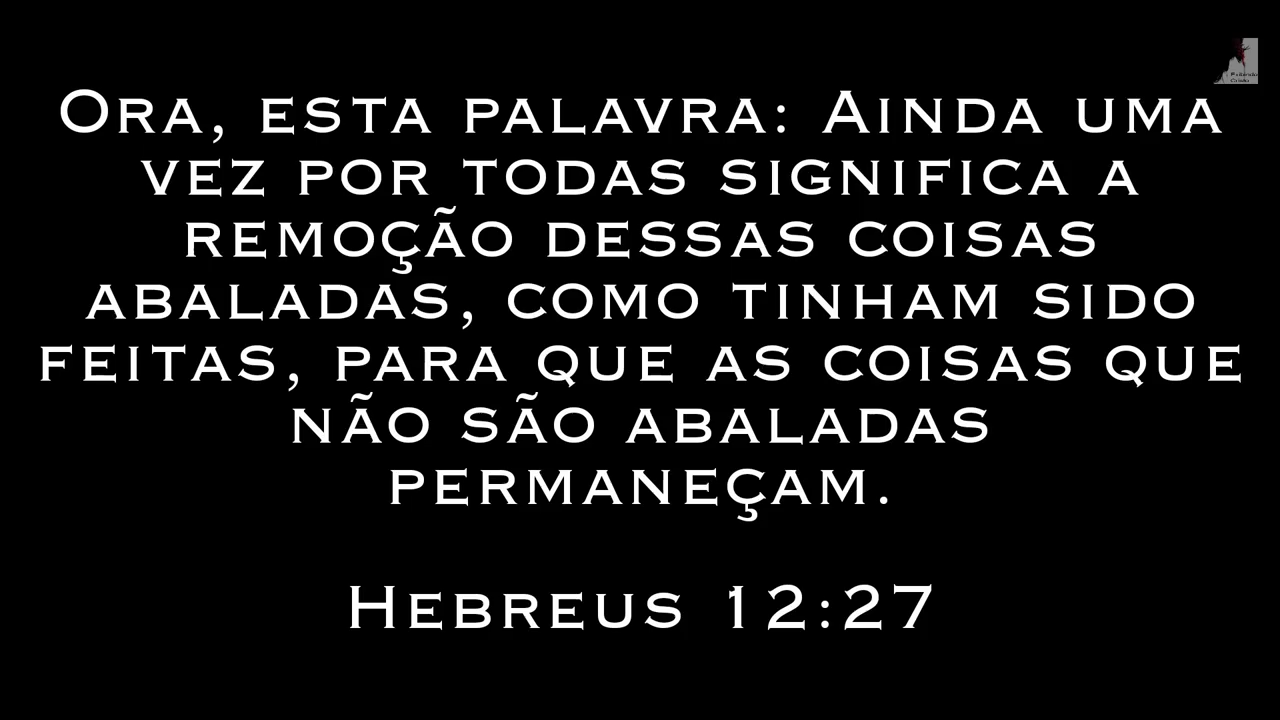 Ora, esta palavra: Ainda uma
vez por todas significa a
remoção dessas coisas
abaladas, como tinham sido
feitas, para que as coisas que
não são abaladas
permaneçam.
Hebreus 12:27